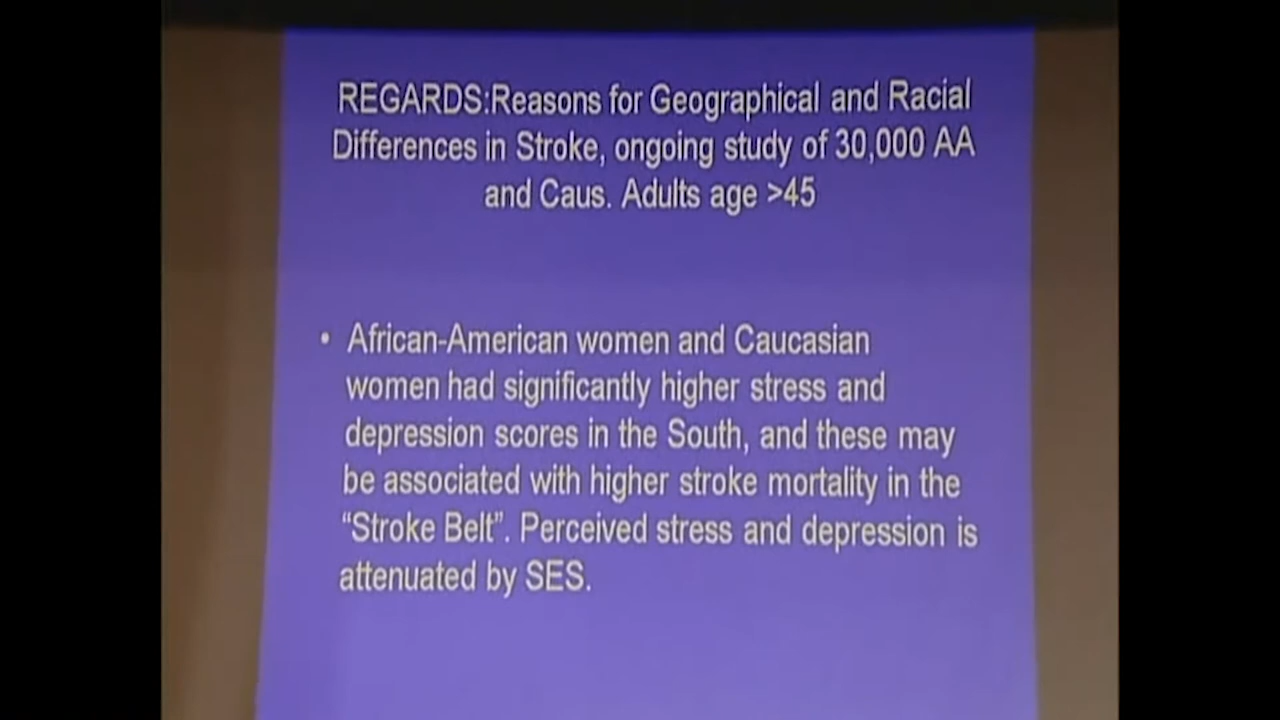 REGARDS:Reasons for Geographical and Racial
Differences in Stroke, ongoing study of 30,000 AA
and Caus. Adults age >45
• African-American women and Caucasian
women had significantly higher stress and
depression scores in the South, and these may
be associated with higher stroke mortality in the
“Stroke Belt”. Perceived stress and depression is
attenuated by SES.